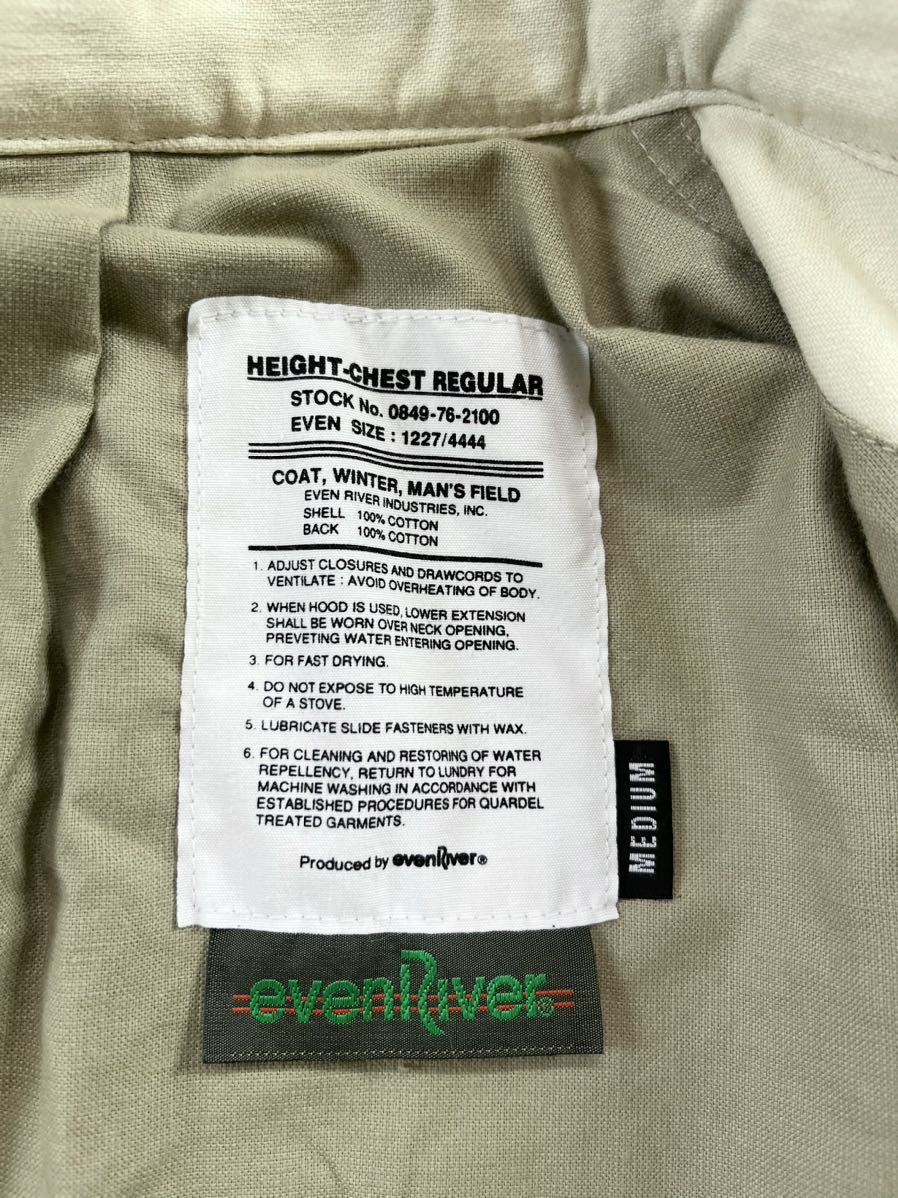 HEIGHT-CHEST REGULAR
STOCK No. 0849-76-2100
EVEN SIZE : 1227/4444
COAT, WINTER, MAN'S FIELD
EVEN RIVER INDUSTRIES, INC.
SHELL 100% COTTON
BACK 100% COTTON
1. ADJUST CLOSURES AND DRAWCORDS TO
VENTILATE : AVOID OVERHEATING OF BODY.
2. WHEN HOOD IS USED, LOWER EXTENSION
SHALL BE WORN OVER NECK OPENING,
PREVETING WATER ENTERING OPENING.
3. FOR FAST DRYING.
4. DO NOT EXPOSE TO HIGH TEMPERATURE
OF A STOVE.
5. LUBRICATE SLIDE FASTENERS WITH WAX.
6. FOR CLEANING AND RESTORING OF WATER
REPELLENCY, RETURN TO LUNDRY FOR
MACHINE WASHING IN ACCORDANCE WITH
ESTABLISHED PROCEDURES FOR QUARDEL
TREATED GARMENTS.
Produced by evenRiver®
MEDIUM
evenRiver®